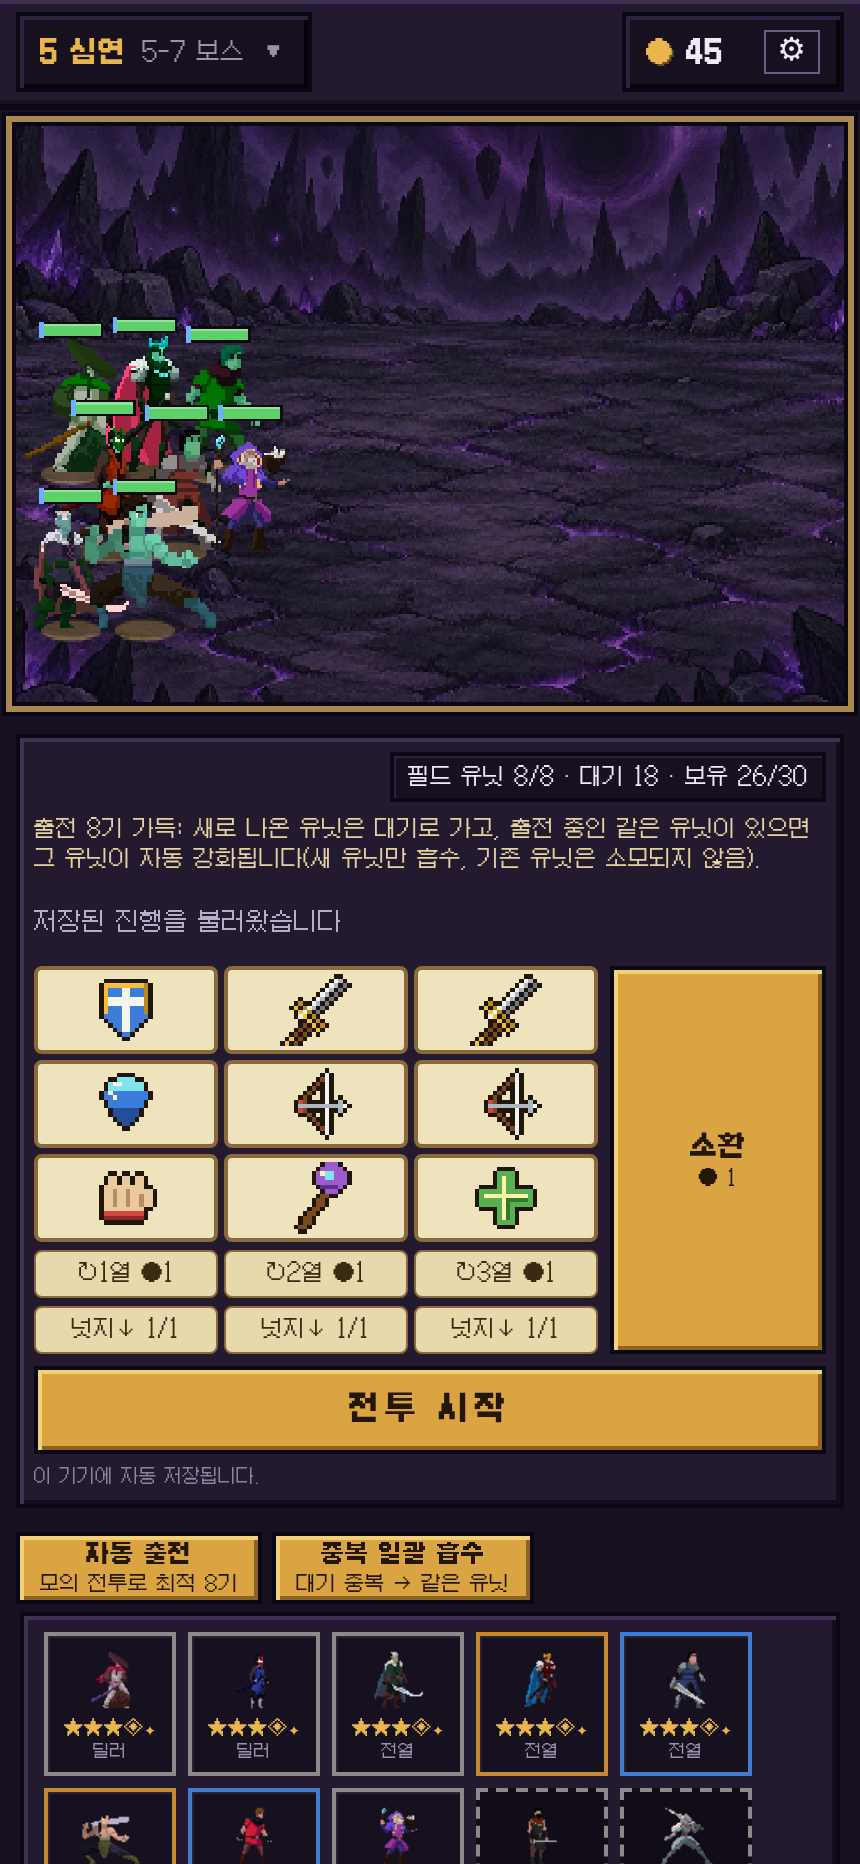 5 심연 5-7 보스 ▼
45 ⚙
필드 유닛 8/8 · 대기 18 · 보유 26/30
출전 8기 가득: 새로 나온 유닛은 대기로 가고, 출전 중인 같은 유닛이 있으면
그 유닛이 자동 강화됩니다(새 유닛만 흡수, 기존 유닛은 소모되지 않음).
저장된 진행을 불러왔습니다
소환
● 1
↻1열 ●1
↻2열 ●1
↻3열 ●1
넛지↓ 1/1
넛지↓ 1/1
넛지↓ 1/1
전투 시작
이 기기에 자동 저장됩니다.
자동 출전
모의 전투로 최적 8기
중복 일괄 흡수
대기 중복 → 같은 유닛
★★★◈✦
딜러
★★★◈✦
딜러
★★★◈✦
전열
★★★◈✦
전열
★★★◈✦
전열